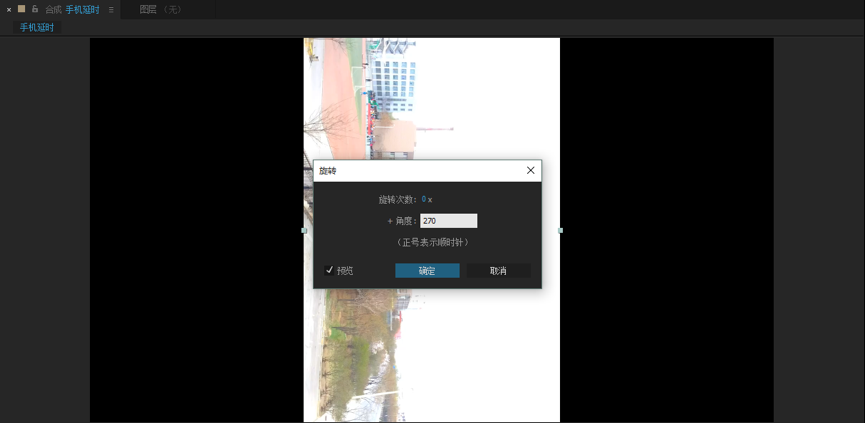 × 合成 手机延时 ≡ 图层 （无）
手机延时
旋转
旋转次数: 0 x
+ 角度: 270
（正号表示顺时针）
✓ 预览 确定 取消